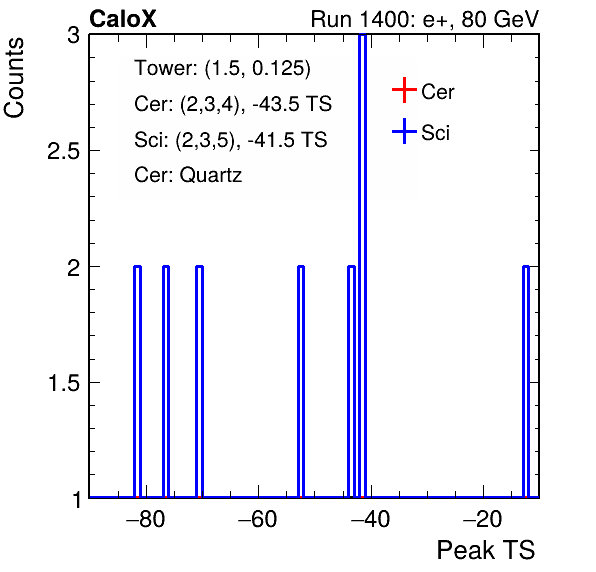 CaloX Run 1400: e+, 80 GeV
Counts
3
2.5
2
1.5
1
Tower: (1.5, 0.125)
Cer: (2,3,4), -43.5 TS
Sci: (2,3,5), -41.5 TS
Cer: Quartz
Cer
Sci
−80 −60 −40 −20
Peak TS